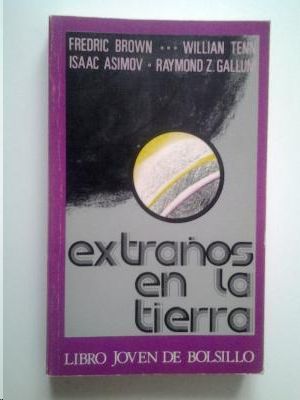 FREDRIC BROWN ••• WILLIAN TENN
ISAAC ASIMOV • RAYMOND Z. GALLUN
extraños
en la
tierra
LIBRO JOVEN DE BOLSILLO